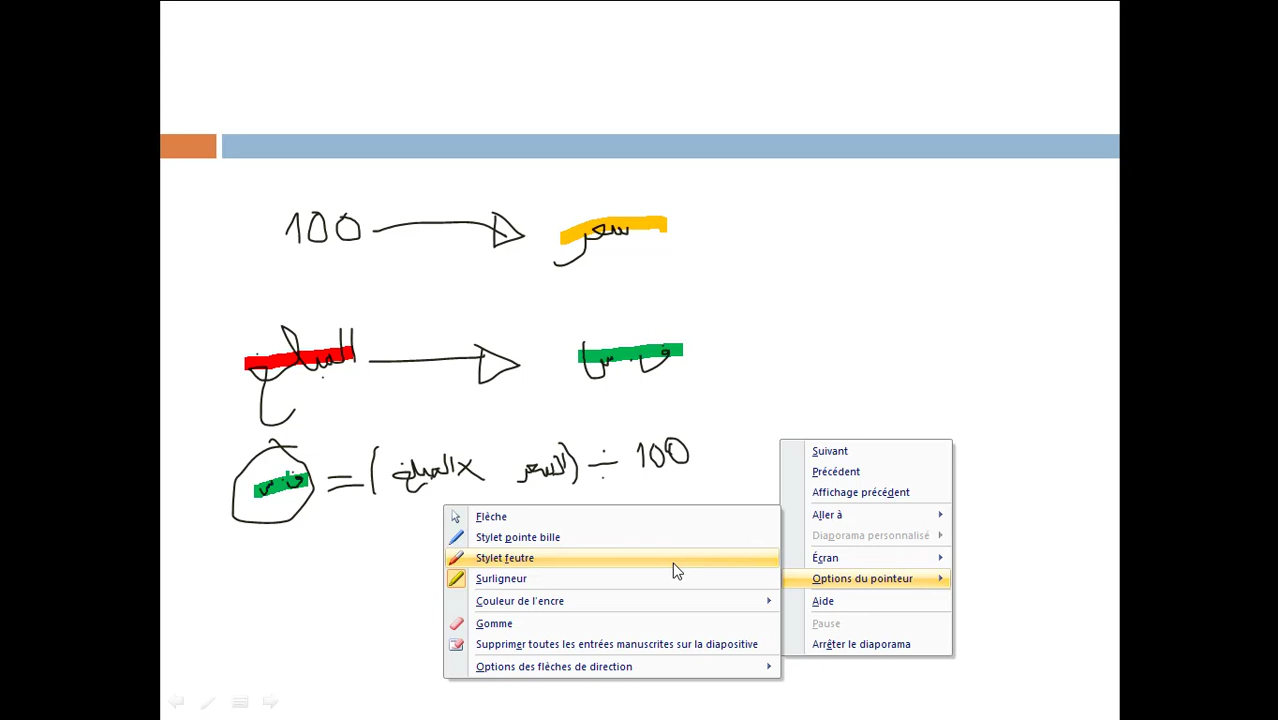 100 سعر
المبلغ ف.س
ف.س = (المبلغ × السعر) ÷ 100
Suivant
Précédent
Affichage précédent
Aller à
Diaporama personnalisé
Écran
Options du pointeur
Aide
Pause
Arrêter le diaporama
Flèche
Stylet pointe bille
Stylet feutre
Surligneur
Couleur de l'encre
Gomme
Supprimer toutes les entrées manuscrites sur la diapositive
Options des flèches de direction